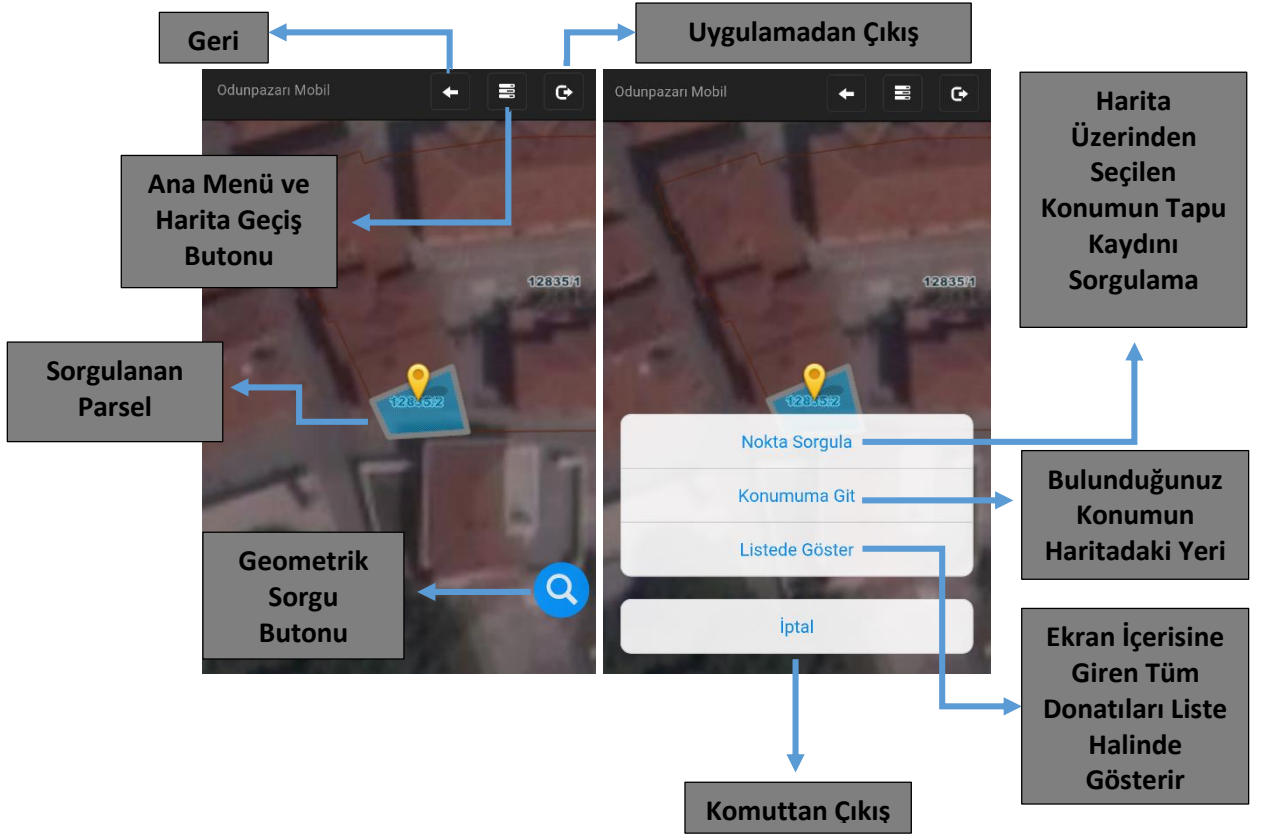 Geri
Uygulamadan Çıkış
Odunpazarı Mobil
Odunpazarı Mobil
Harita
Üzerinden
Seçilen
Konumun Tapu
Kaydını
Sorgulama
Ana Menü ve
Harita Geçiş
Butonu
12835/1
12835/1
Sorgulanan
Parsel
12835/2
12835/2
Nokta Sorgula
Konumuma Git
Listede Göster
İptal
Bulunduğunuz
Konumun
Haritadaki Yeri
Geometrik
Sorgu
Butonu
Ekran İçerisine
Giren Tüm
Donatıları Liste
Halinde
Gösterir
Komuttan Çıkış